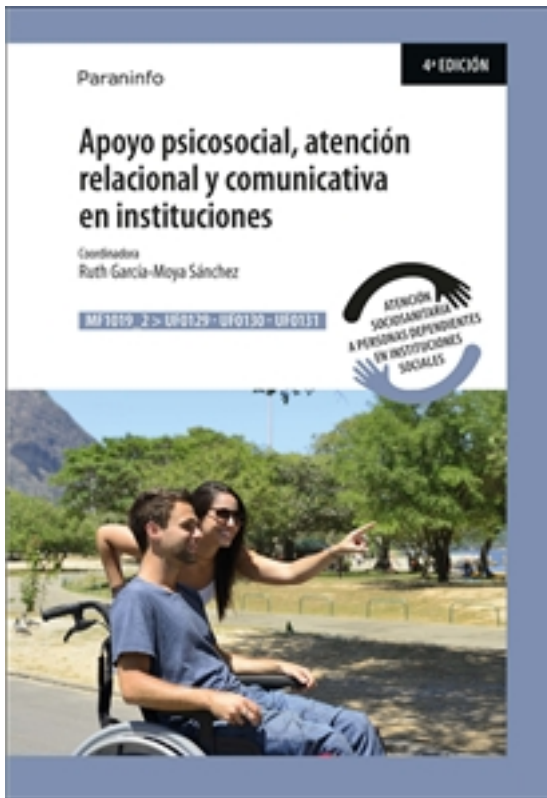 4ª EDICIÓN
Paraninfo
Apoyo psicosocial, atención
relacional y comunicativa
en instituciones
Coordinadora
Ruth García-Moya Sánchez
MF1019_2 > UF0129 · UF0130 · UF0131
ATENCIÓN
SOCIOSANITARIA
A PERSONAS DEPENDIENTES
EN INSTITUCIONES
SOCIALES